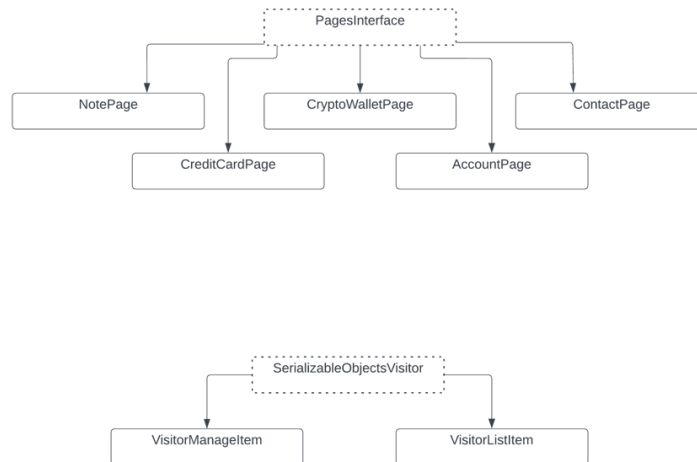 PagesInterface
NotePage
CryptoWalletPage
ContactPage
CreditCardPage
AccountPage
SerializableObjectsVisitor
VisitorManageItem
VisitorListItem